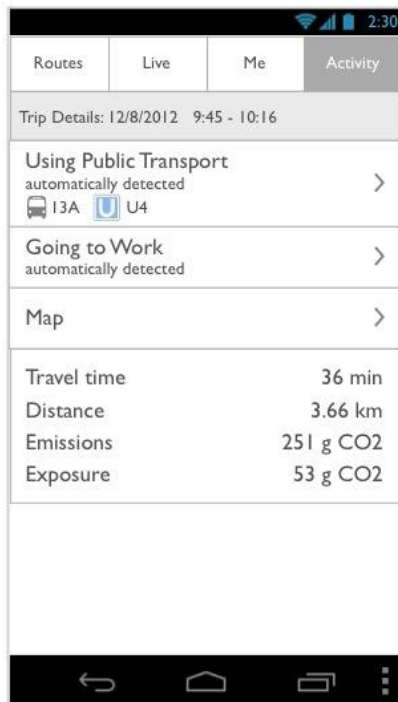 2:30
Routes Live Me Activity
Trip Details: 12/8/2012 9:45 - 10:16
Using Public Transport
automatically detected
13A U U4
Going to Work
automatically detected
Map
Travel time 36 min
Distance 3.66 km
Emissions 251 g CO2
Exposure 53 g CO2